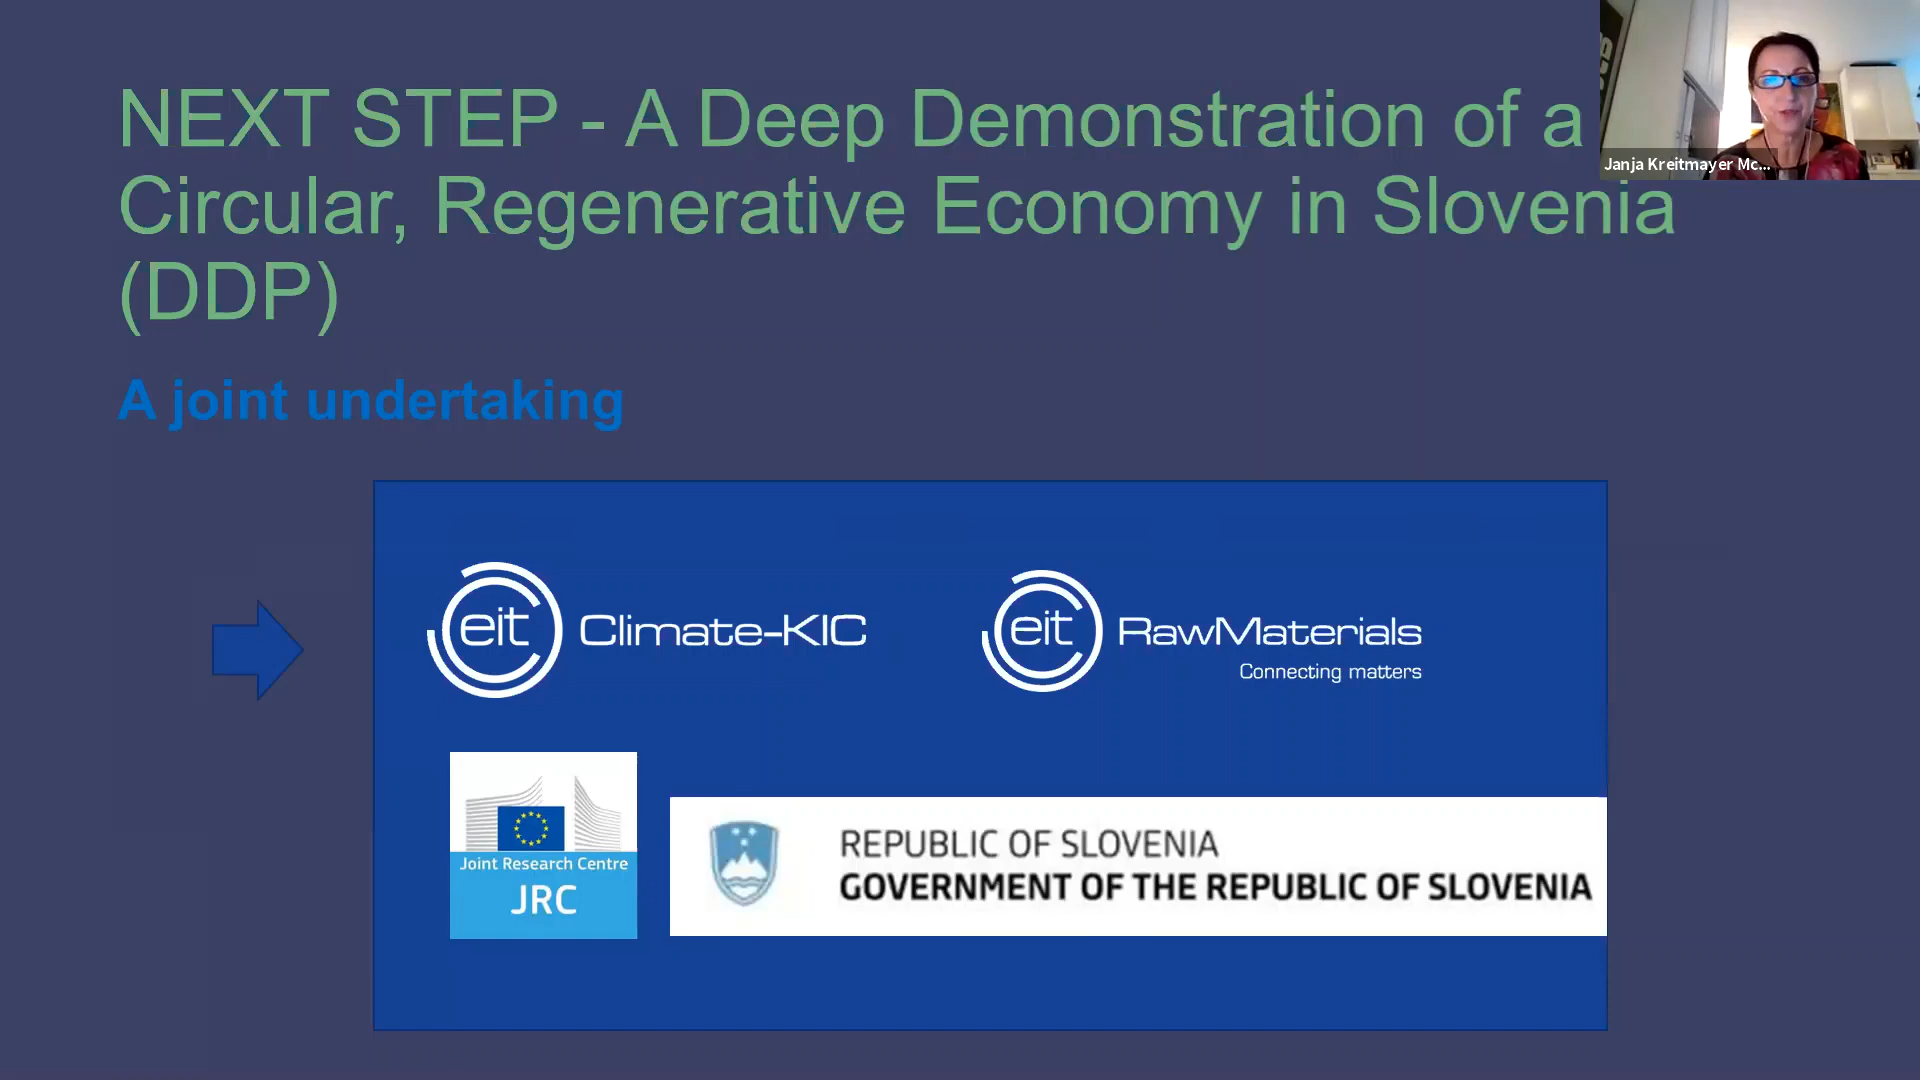 NEXT STEP - A Deep Demonstration of a
Circular, Regenerative Economy in Slovenia
(DDP)
Janja Kreitmayer Mc...
A joint undertaking
eit Climate-KIC
eit RawMaterials
Connecting matters
Joint Research Centre
JRC
REPUBLIC OF SLOVENIA
GOVERNMENT OF THE REPUBLIC OF SLOVENIA